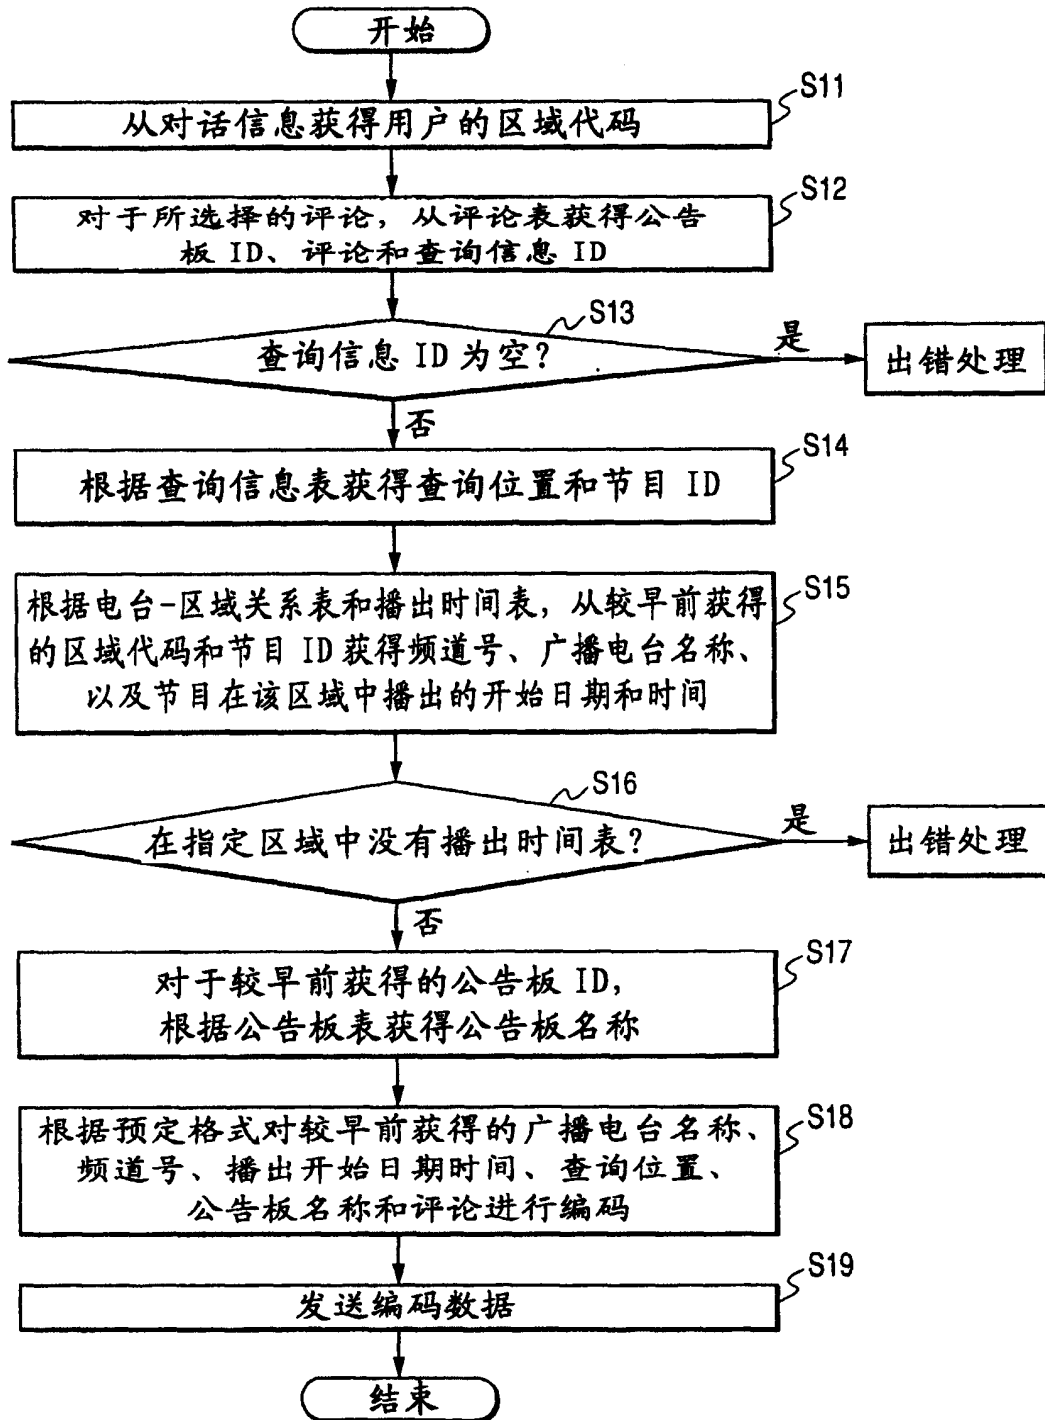 开始
S11
从对话信息获得用户的区域代码
S12
对于所选择的评论，从评论表获得公告
板 ID、评论和查询信息 ID
S13
查询信息 ID 为空？
是
出错处理
否
S14
根据查询信息表获得查询位置和节目 ID
S15
根据电台-区域关系表和播出时间表，从较早前获得
的区域代码和节目 ID 获得频道号、广播电台名称、
以及节目在该区域中播出的开始日期和时间
S16
在指定区域中没有播出时间表？
是
出错处理
否
S17
对于较早前获得的公告板 ID，
根据公告板表获得公告板名称
S18
根据预定格式对较早前获得的广播电台名称、
频道号、播出开始日期时间、查询位置、
公告板名称和评论进行编码
S19
发送编码数据
结束